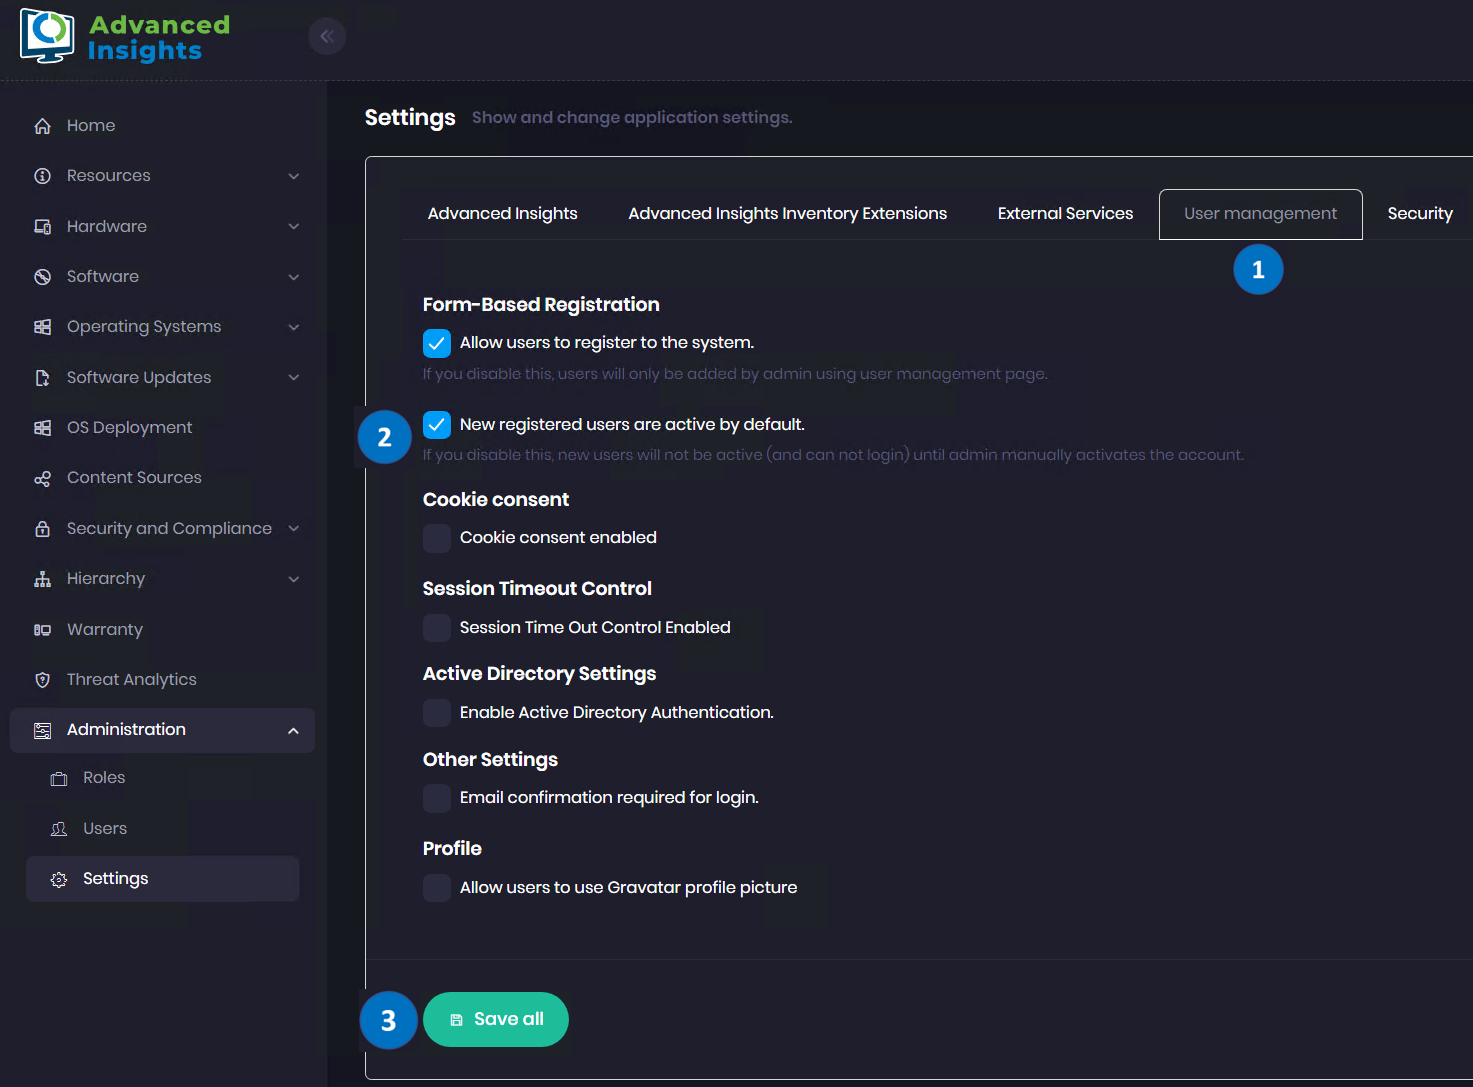 Advanced
Insights
Home
Resources
Hardware
Software
Operating Systems
Software Updates
OS Deployment
Content Sources
Security and Compliance
Hierarchy
Warranty
Threat Analytics
Administration
Roles
Users
Settings
Settings Show and change application settings.
Advanced Insights Advanced Insights Inventory Extensions External Services User management Security
1
Form-Based Registration
Allow users to register to the system.
If you disable this, users will only be added by admin using user management page.
2 New registered users are active by default.
If you disable this, new users will not be active (and can not login) until admin manually activates the account.
Cookie consent
Cookie consent enabled
Session Timeout Control
Session Time Out Control Enabled
Active Directory Settings
Enable Active Directory Authentication.
Other Settings
Email confirmation required for login.
Profile
Allow users to use Gravatar profile picture
3 Save all